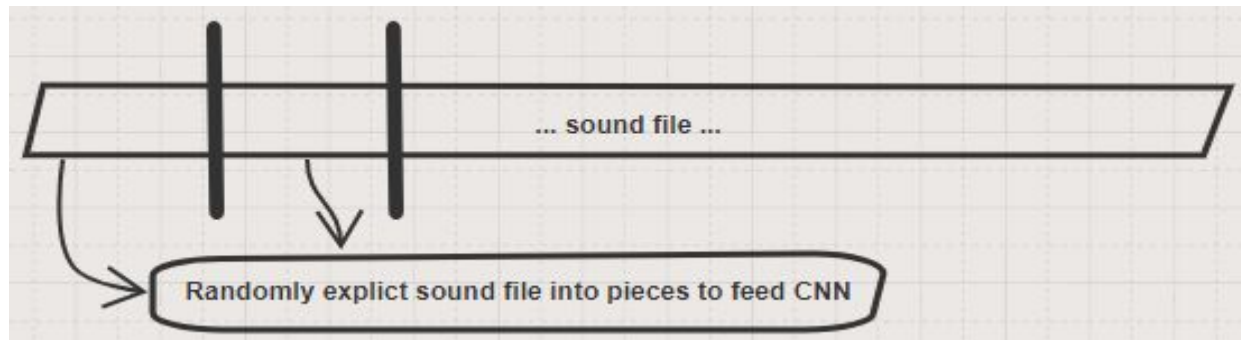 ... sound file ...
Randomly explict sound file into pieces to feed CNN